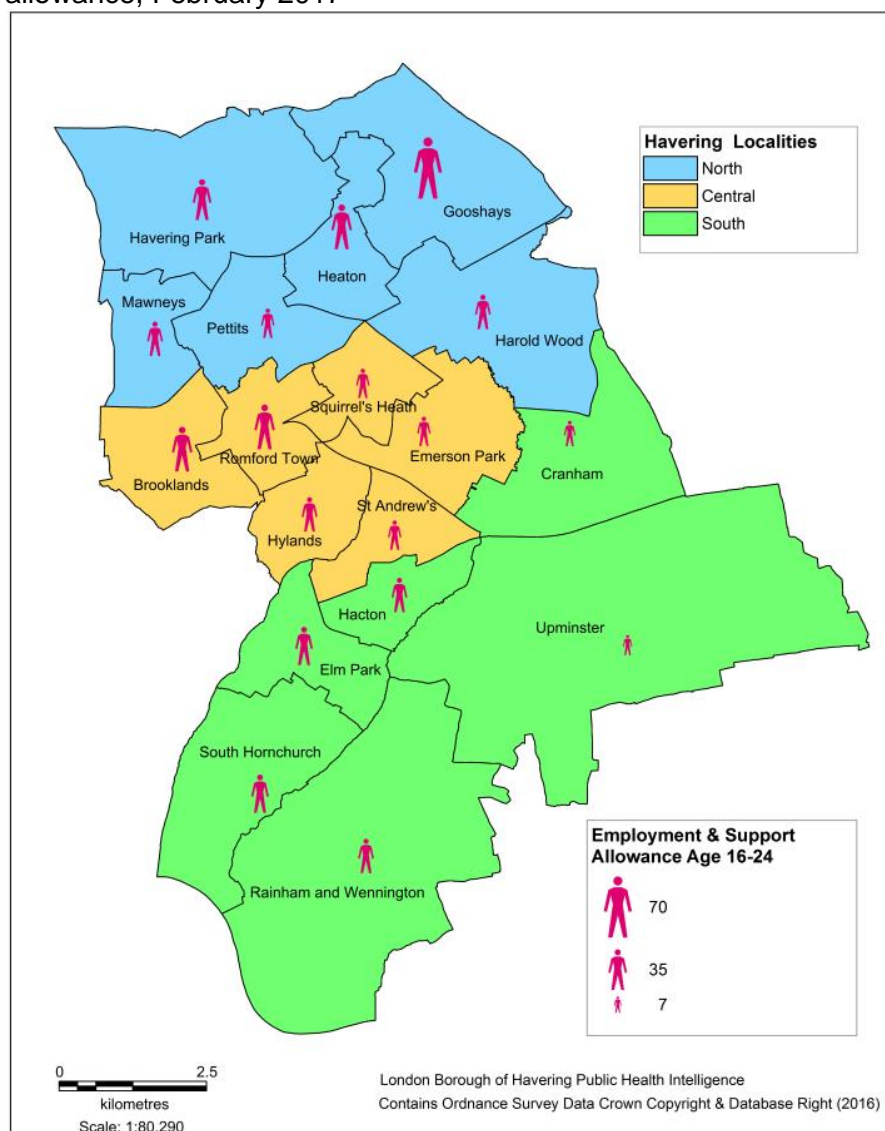 allowance, February 2017
Havering Localities
North
Central
South
Gooshays
Havering Park
Heaton
Mawneys
Pettits
Harold Wood
Squirrel's Heath
Romford Town
Emerson Park
Brooklands
Cranham
St Andrew's
Hylands
Hacton
Upminster
Elm Park
South Hornchurch
Rainham and Wennington
Employment & Support
Allowance Age 16-24
70
35
7
0 2.5
kilometres
Scale: 1:80,290
London Borough of Havering Public Health Intelligence
Contains Ordnance Survey Data Crown Copyright & Database Right (2016)